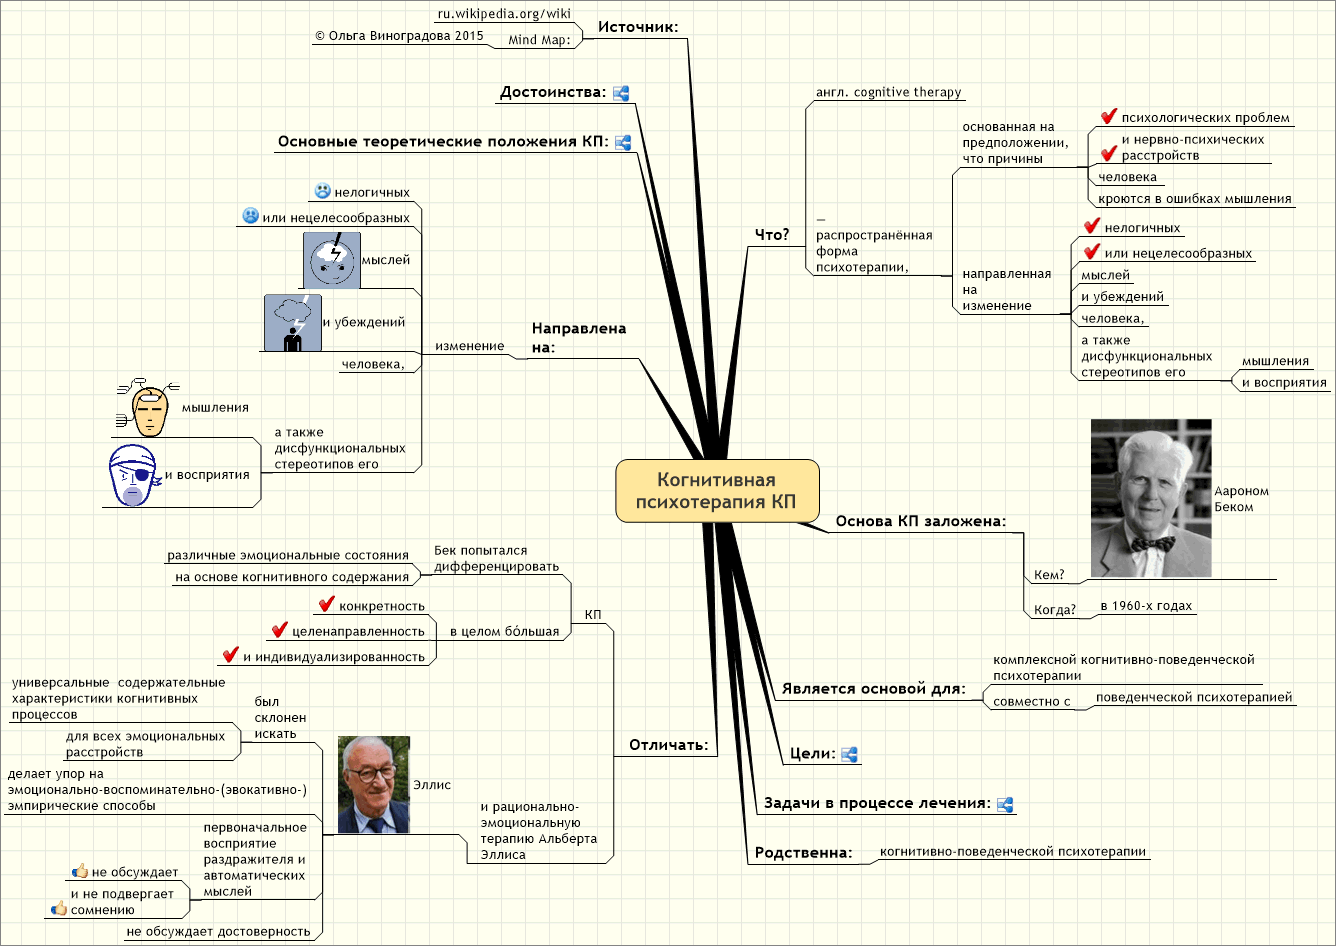 ru.wikipedia.org/wiki
© Ольга Виноградова 2015
Mind Map:
Источник:
Достоинства:
Основные теоретические положения КП:
нелогичных
или нецелесообразных
мыслей
и убеждений
человека,
изменение
Направлена
на:
мышления
и восприятия
а также
дисфункциональных
стереотипов его
Что?
англ. cognitive therapy
—
распространённая
форма
психотерапии,
основанная на
предположении,
что причины
психологических проблем
и нервно-психических
расстройств
человека
кроются в ошибках мышления
направленная
на
изменение
нелогичных
или нецелесообразных
мыслей
и убеждений
человека,
а также
дисфункциональных
стереотипов его
мышления
и восприятия
Когнитивная
психотерапия КП
Основа КП заложена:
Кем?
Аароном
Беком
Когда?
в 1960-х годах
Является основой для:
комплексной когнитивно-поведенческой
психотерапии
совместно с
поведенческой психотерапией
Цели:
Задачи в процессе лечения:
Родственна:
когнитивно-поведенческой психотерапии
Отличать:
КП
Бек попытался
дифференцировать
различные эмоциональные состояния
на основе когнитивного содержания
в целом бо́льшая
конкретность
целенаправленность
и индивидуализированность
и рационально-
эмоциональную
терапию Альберта
Эллиса
Эллис
был
склонен
искать
универсальные содержательные
характеристики когнитивных
процессов
для всех эмоциональных
расстройств
делает упор на
эмоционально-воспоминательно-(эвокативно-)
эмпирические способы
первоначальное
восприятие
раздражителя и
автоматических
мыслей
не обсуждает
и не подвергает
сомнению
не обсуждает достоверность